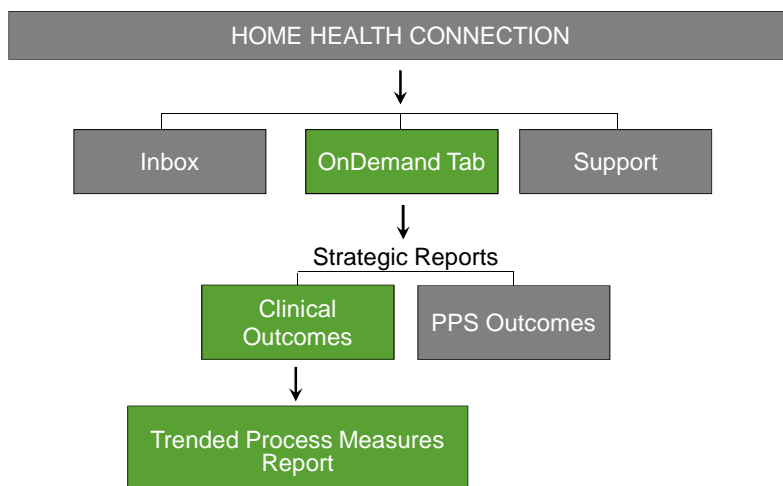 HOME HEALTH CONNECTION
Inbox
OnDemand Tab
Support
Strategic Reports
Clinical
Outcomes
PPS Outcomes
Trended Process Measures
Report